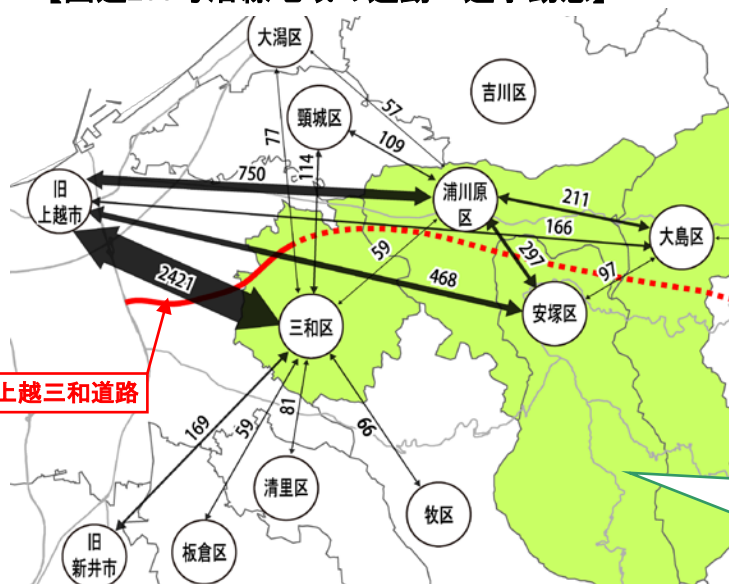 大潟区
吉川区
頸城区
57
77
109
114
750
旧
上越市
浦川原
区
211
166
大島区
59
297
97
2421
468
三和区
安塚区
上越三和道路
169
59
81
66
清里区
牧区
旧
新井市
板倉区